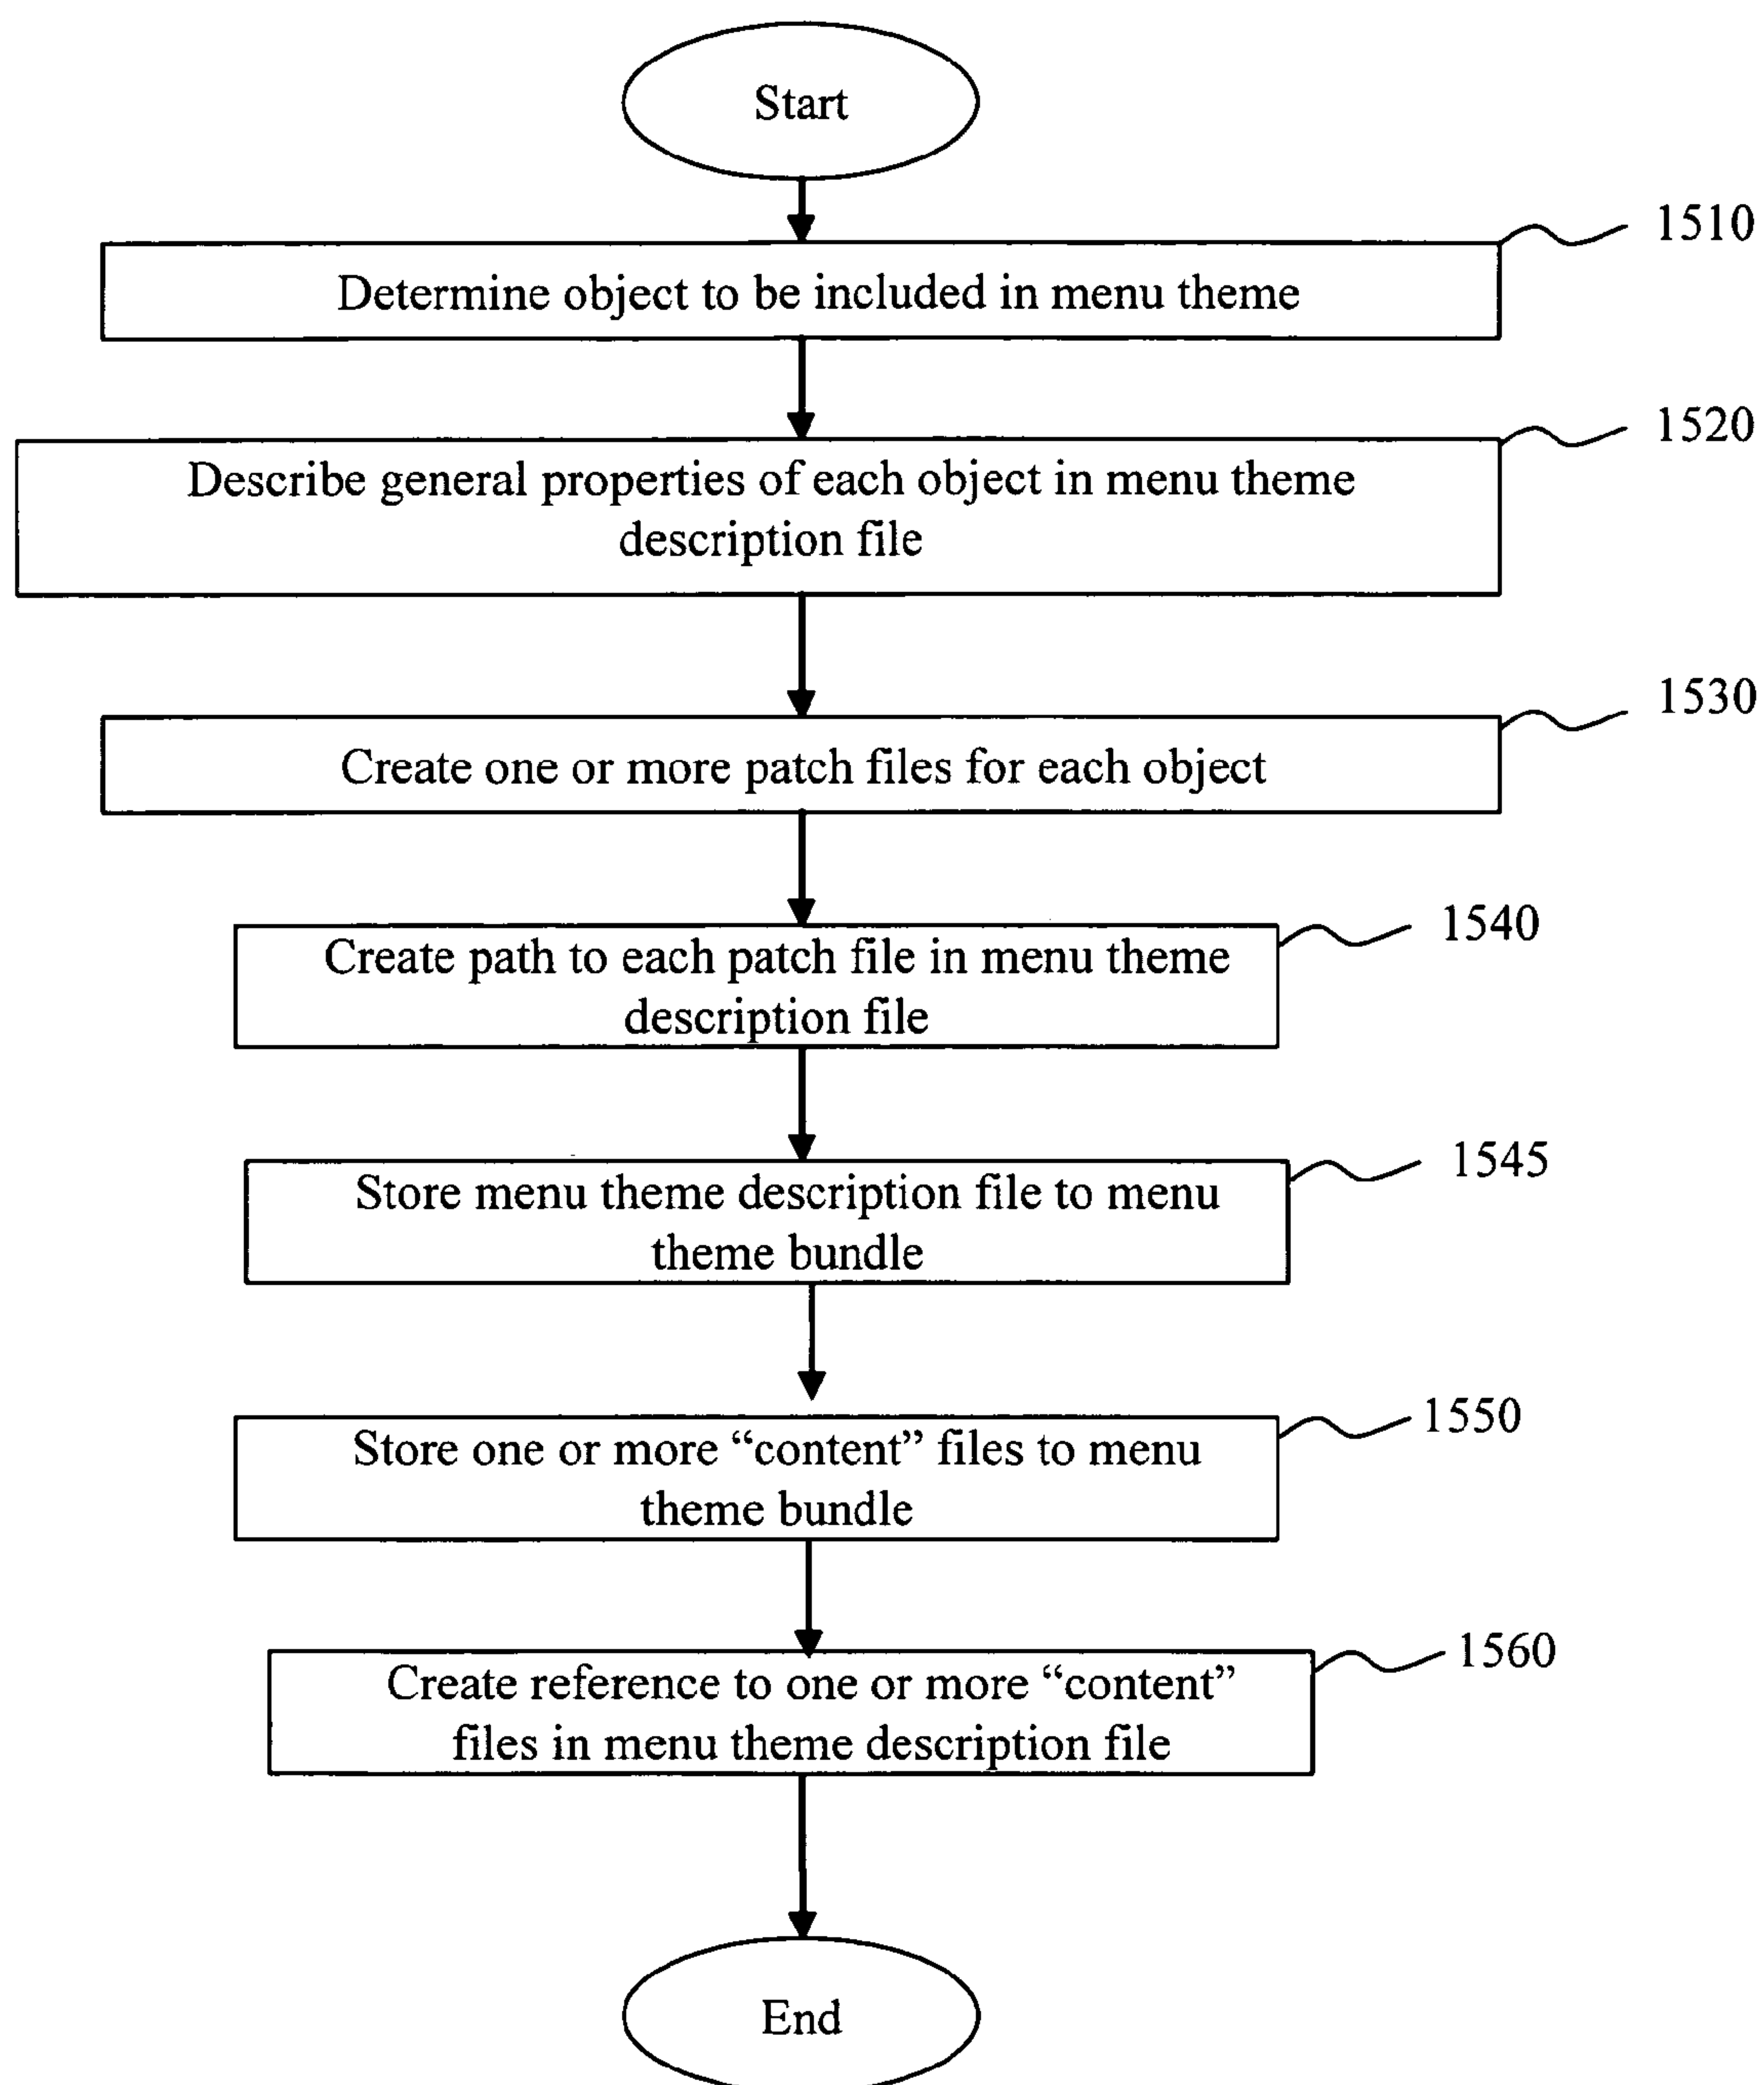 Start
1510
Determine object to be included in menu theme
1520
Describe general properties of each object in menu theme
description file
1530
Create one or more patch files for each object
1540
Create path to each patch file in menu theme
description file
1545
Store menu theme description file to menu
theme bundle
1550
Store one or more “content” files to menu
theme bundle
1560
Create reference to one or more “content”
files in menu theme description file
End